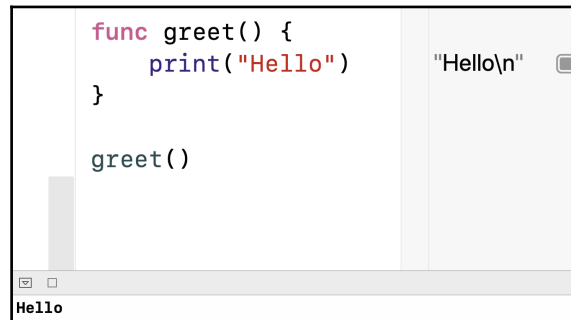 func greet() {
    print("Hello")    "Hello\n"
}
greet()
Hello